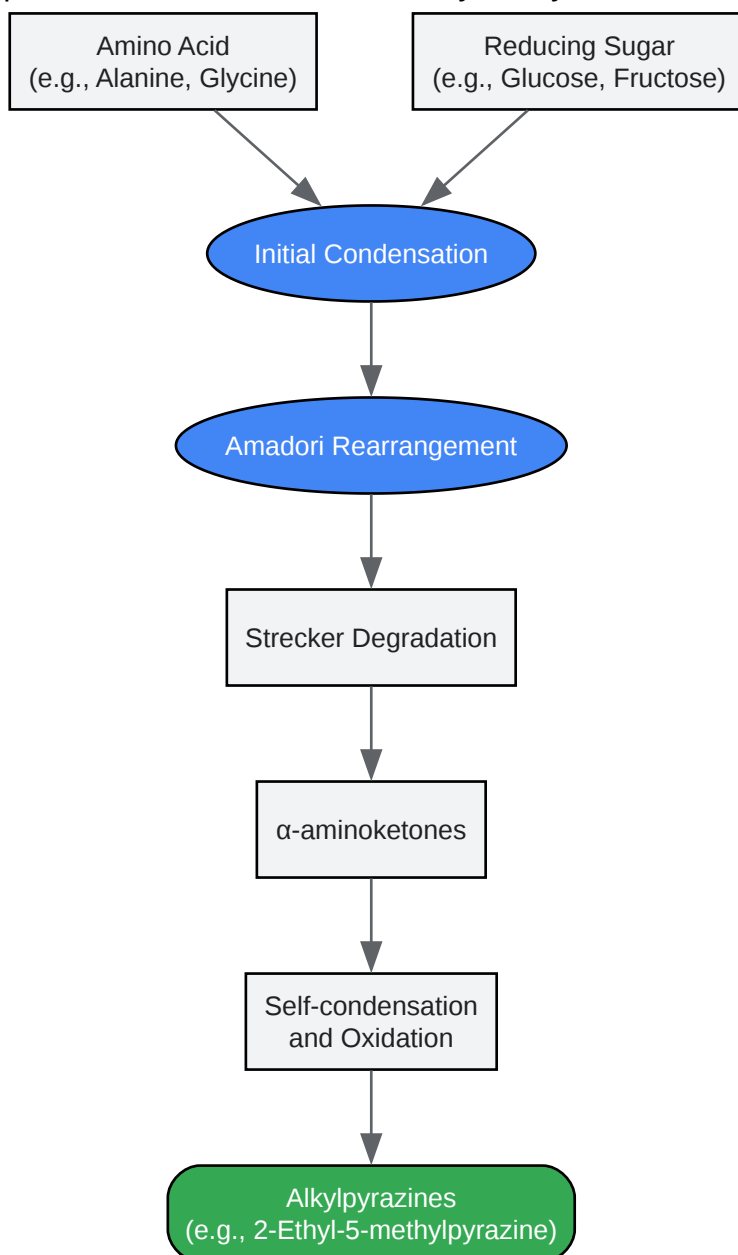 Amino Acid
(e.g., Alanine, Glycine)
Reducing Sugar
(e.g., Glucose, Fructose)
Initial Condensation
Amadori Rearrangement
Strecker Degradation
α-aminoketones
Self-condensation
and Oxidation
Alkylpyrazines
(e.g., 2-Ethyl-5-methylpyrazine)